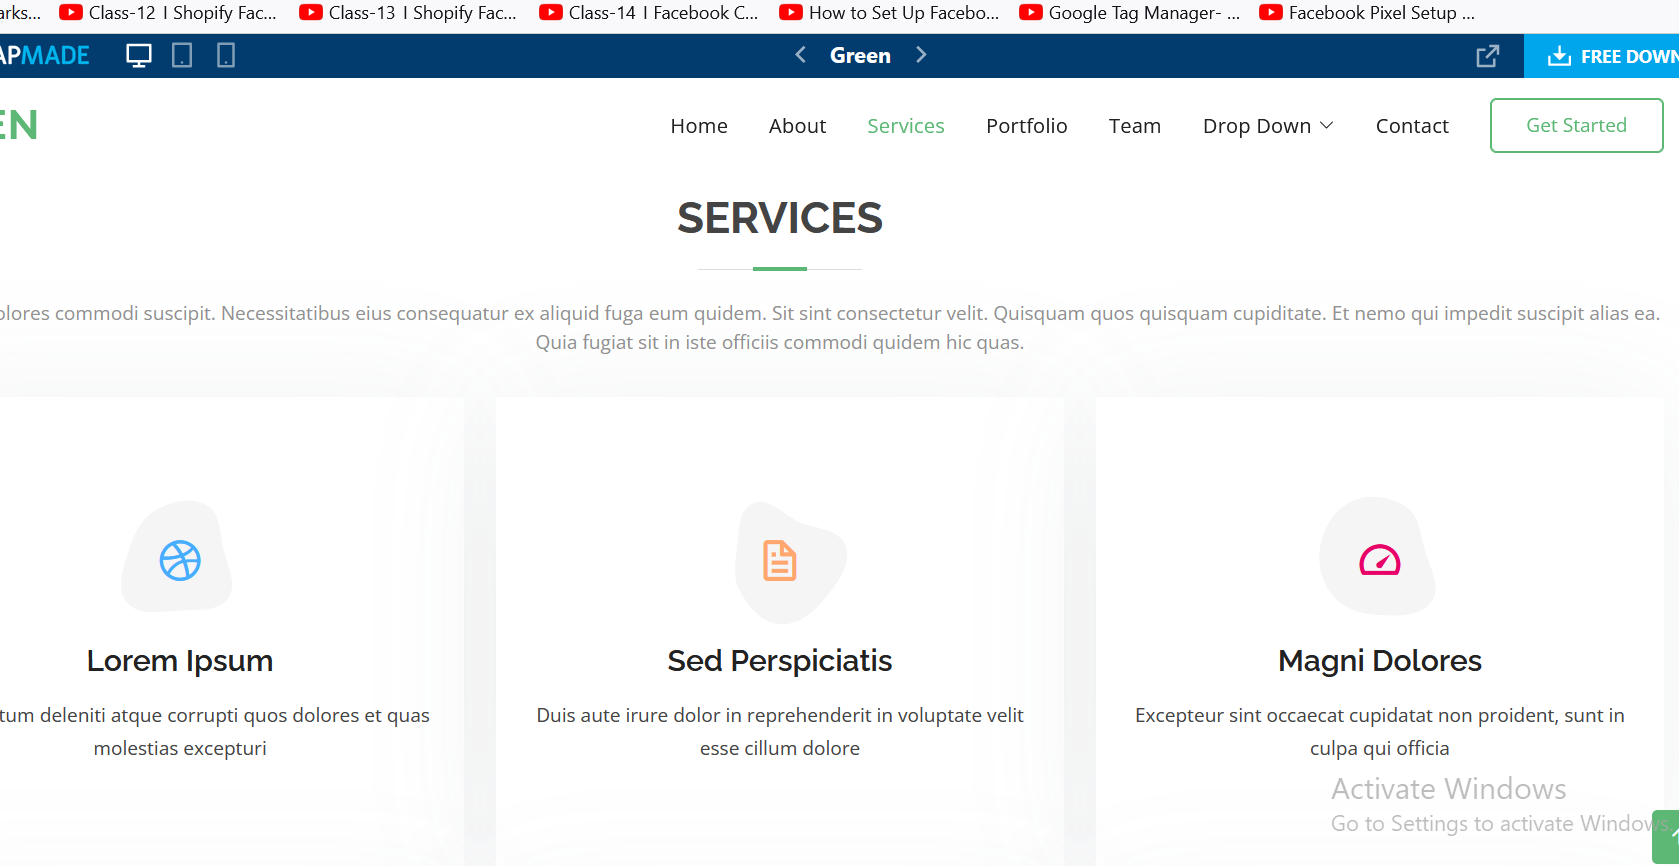 arks... Class-12 I Shopify Fac... Class-13 I Shopify Fac... Class-14 I Facebook C... How to Set Up Facebo... Google Tag Manager- ... Facebook Pixel Setup ...
APMADE Green FREE DOWN
EN Home About Services Portfolio Team Drop Down Contact Get Started
SERVICES
olores commodi suscipit. Necessitatibus eius consequatur ex aliquid fuga eum quidem. Sit sint consectetur velit. Quisquam quos quisquam cupiditate. Et nemo qui impedit suscipit alias ea.
Quia fugiat sit in iste officiis commodi quidem hic quas.
Lorem Ipsum
tum deleniti atque corrupti quos dolores et quas
molestias excepturi
Sed Perspiciatis
Duis aute irure dolor in reprehenderit in voluptate velit
esse cillum dolore
Magni Dolores
Excepteur sint occaecat cupidatat non proident, sunt in
culpa qui officia
Activate Windows
Go to Settings to activate Windows.